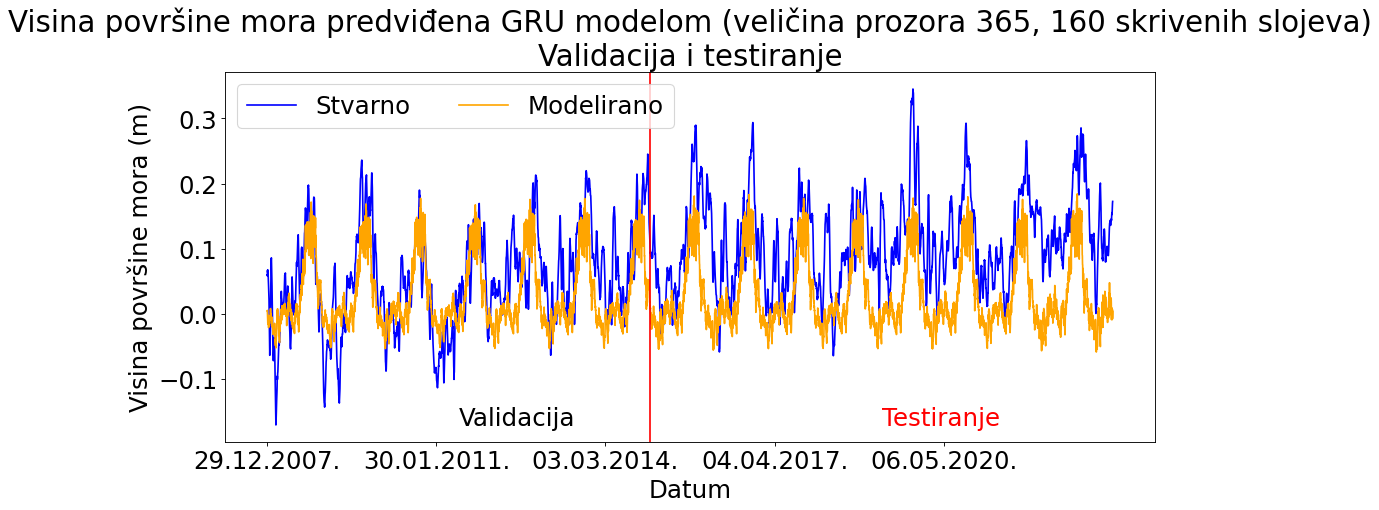 Visina površine mora predviđena GRU modelom (veličina prozora 365, 160 skrivenih slojeva)
Validacija i testiranje
Stvarno
Modelirano
Visina površine mora (m)
0.3
0.2
0.1
0.0
−0.1
Validacija
Testiranje
29.12.2007.
30.01.2011.
03.03.2014.
04.04.2017.
06.05.2020.
Datum